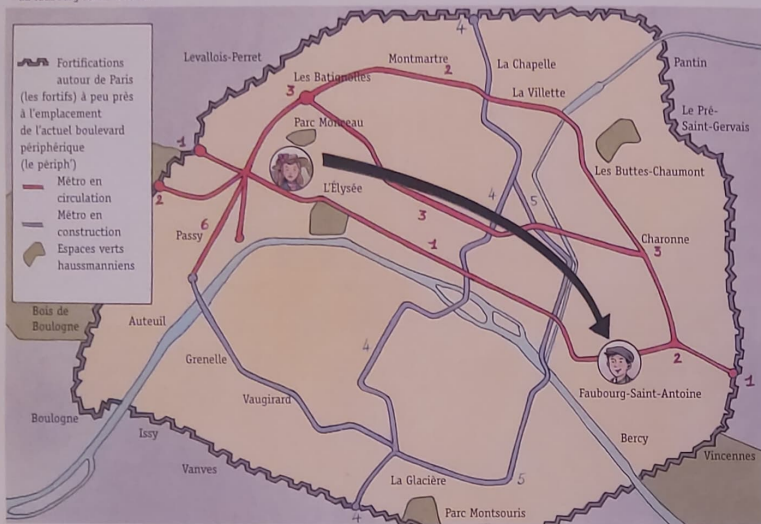 Fortifications
autour de Paris
(les fortifs) à peu près
à l'emplacement
de l'actuel boulevard
périphérique
(le périph')
Métro en
circulation
Métro en
construction
Espaces verts
haussmanniens
4
Levallois-Perret
Montmartre
2
La Chapelle
Pantin
Les Batignolles
3
La Villette
Le Pré-
Saint-Gervais
Parc Monceau
1
Les Buttes-Chaumont
2
L'Élysée
4
5
3
6
Passy
1
Charonne
3
Bois de
Boulogne
Auteuil
4
Grenelle
2
1
Faubourg-Saint-Antoine
Vaugirard
Boulogne
Issy
Bercy
Vincennes
Vanves
La Glacière
5
4
Parc Montsouris